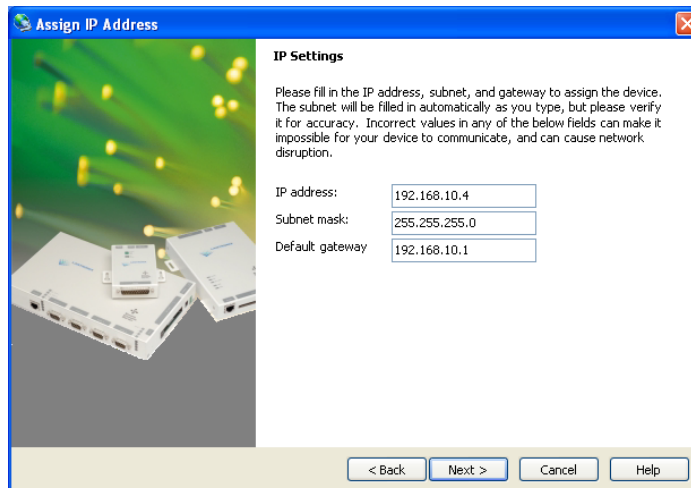 Assign IP Address
IP Settings
Please fill in the IP address, subnet, and gateway to assign the device.
The subnet will be filled in automatically as you type, but please verify
it for accuracy.  Incorrect values in any of the below fields can make it
impossible for your device to communicate, and can cause network
disruption.
IP address: 192.168.10.4
Subnet mask: 255.255.255.0
Default gateway 192.168.10.1
< Back Next > Cancel Help